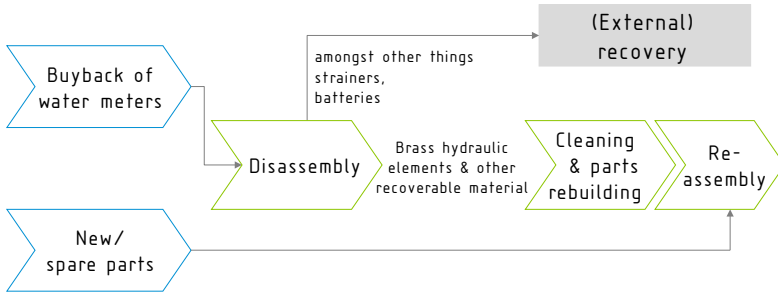 (External)
recovery
amongst other things
strainers,
batteries
Buyback of
water meters
Disassembly
Brass hydraulic
elements & other
recoverable material
Cleaning
& parts
rebuilding
Re-
assembly
New/
spare parts